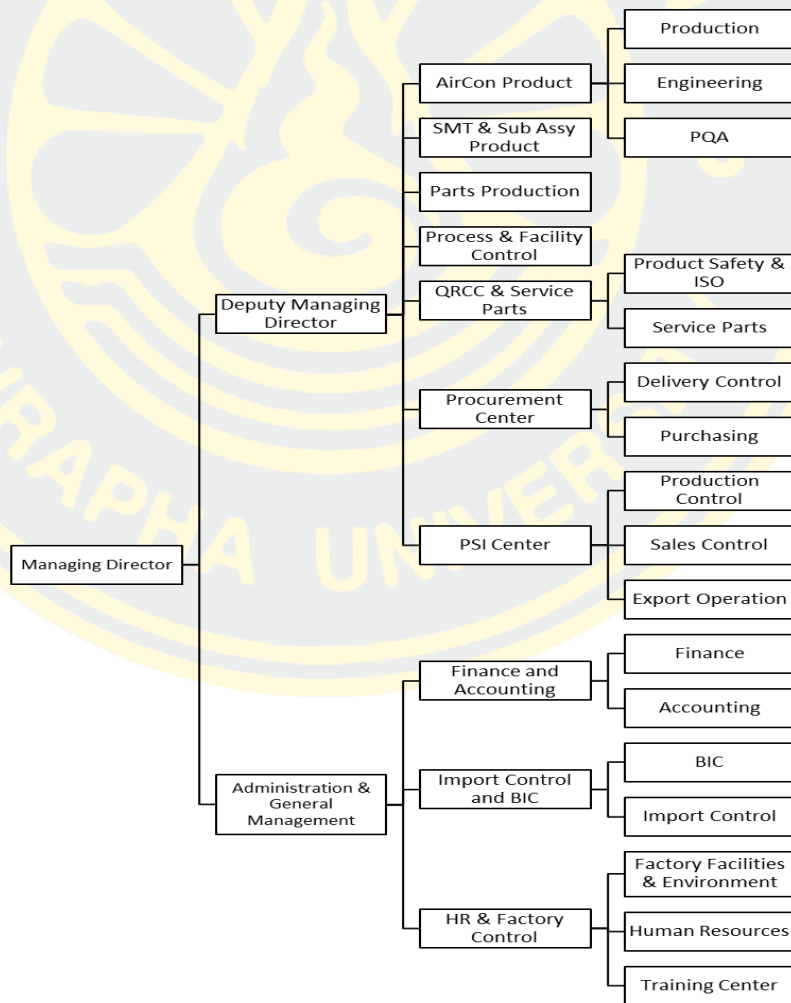 Production
AirCon Product
Engineering
SMT & Sub Assy
Product
PQA
Parts Production
Process & Facility
Control
Product Safety &
ISO
QRCC & Service
Parts
Deputy Managing
Director
Service Parts
Delivery Control
Procurement
Center
Purchasing
Production
Control
PSI Center
Sales Control
Managing Director
Export Operation
Finance
Finance and
Accounting
Accounting
BIC
Administration &
General
Management
Import Control
and BIC
Import Control
Factory Facilities
& Environment
HR & Factory
Control
Human Resources
Training Center
URAPHA UNIVERS